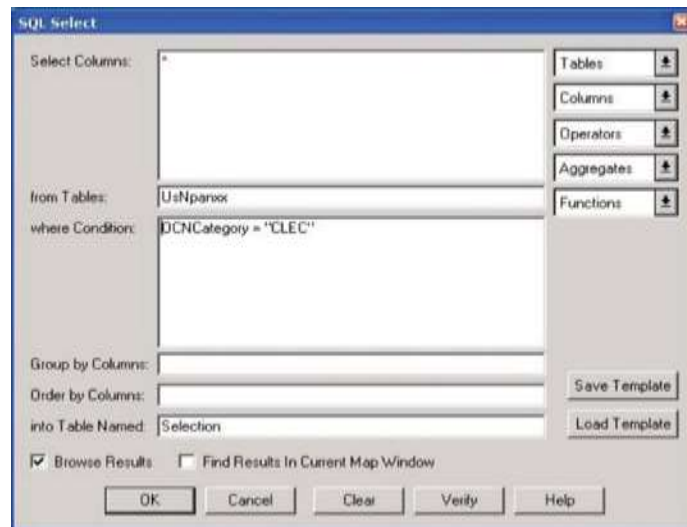 SQL Select
Select Columns:
*
Tables
Columns
Operators
Aggregates
Functions
from Tables:
UsNpanxx
where Condition:
OCNCategory = "CLEC"
Group by Columns:
Order by Columns:
into Table Named:
Selection
Save Template
Load Template
Browse Results
Find Results In Current Map Window
OK
Cancel
Clear
Verify
Help